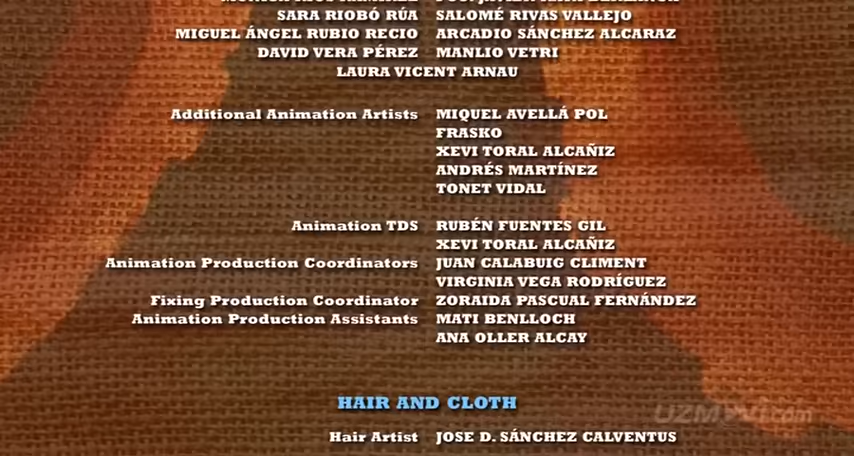 SARA RIOBÓ RÚA SALOMÉ RIVAS VALLEJO
MIGUEL ÁNGEL RUBIO RECIO ARCADIO SÁNCHEZ ALCARAZ
DAVID VERA PÉREZ MANLIO VETRI
LAURA VICENT ARNAU
Additional Animation Artists MIQUEL AVELLÁ POL
FRASKO
XEVI TORAL ALCAÑIZ
ANDRÉS MARTÍNEZ
TONET VIDAL
Animation TDS RUBÉN FUENTES GIL
XEVI TORAL ALCAÑIZ
Animation Production Coordinators JUAN CALABUIG CLIMENT
VIRGINIA VEGA RODRÍGUEZ
Fixing Production Coordinator ZORAIDA PASCUAL FERNÁNDEZ
Animation Production Assistants MATI BENLLOCH
ANA OLLER ALCAY
HAIR AND CLOTH
Hair Artist JOSE D. SÁNCHEZ CALVENTUS